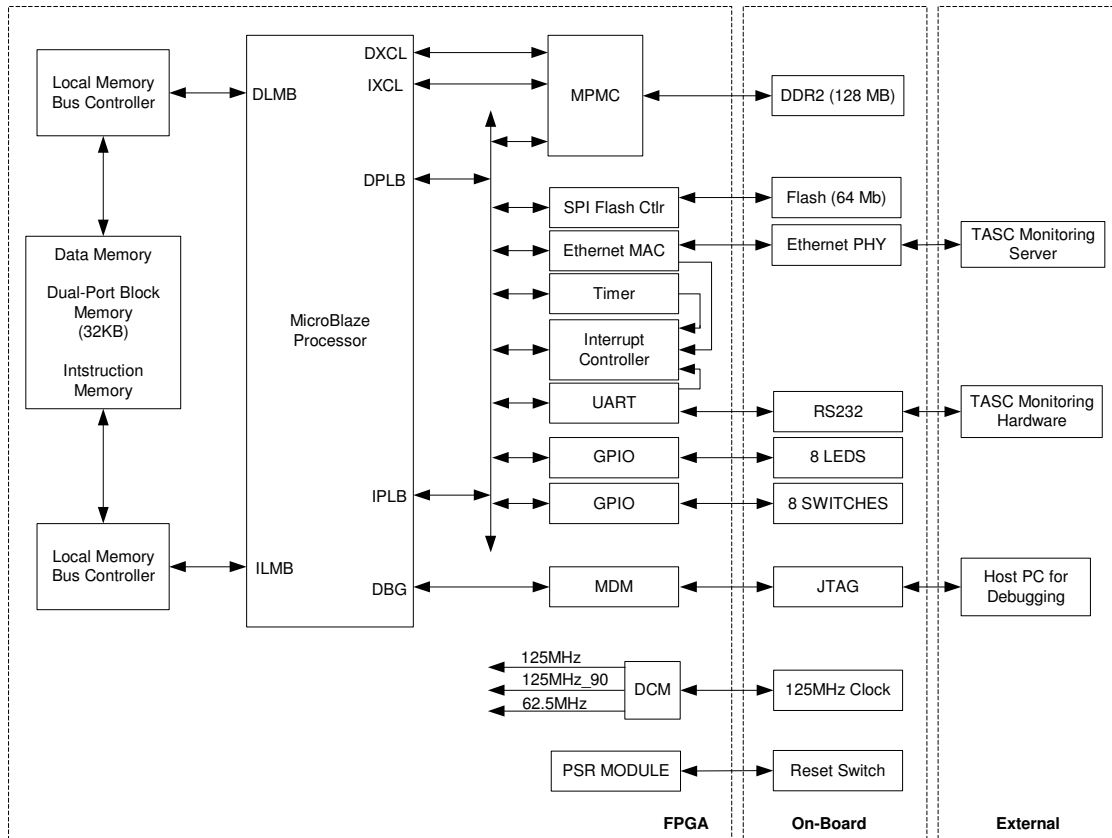 Local Memory
Bus Controller
DLMB
Data Memory
Dual-Port Block
Memory
(32KB)
Intstruction
Memory
Local Memory
Bus Controller
ILMB
MicroBlaze
Processor
DXCL
IXCL
DPLB
IPLB
DBG
MPMC
DDR2 (128 MB)
SPI Flash Ctlr
Flash (64 Mb)
Ethernet MAC
Ethernet PHY
TASC Monitoring
Server
Timer
Interrupt
Controller
UART
RS232
TASC Monitoring
Hardware
GPIO
8 LEDS
GPIO
8 SWITCHES
MDM
JTAG
Host PC for
Debugging
125MHz
125MHz_90
62.5MHz
DCM
125MHz Clock
PSR MODULE
Reset Switch
FPGA
On-Board
External